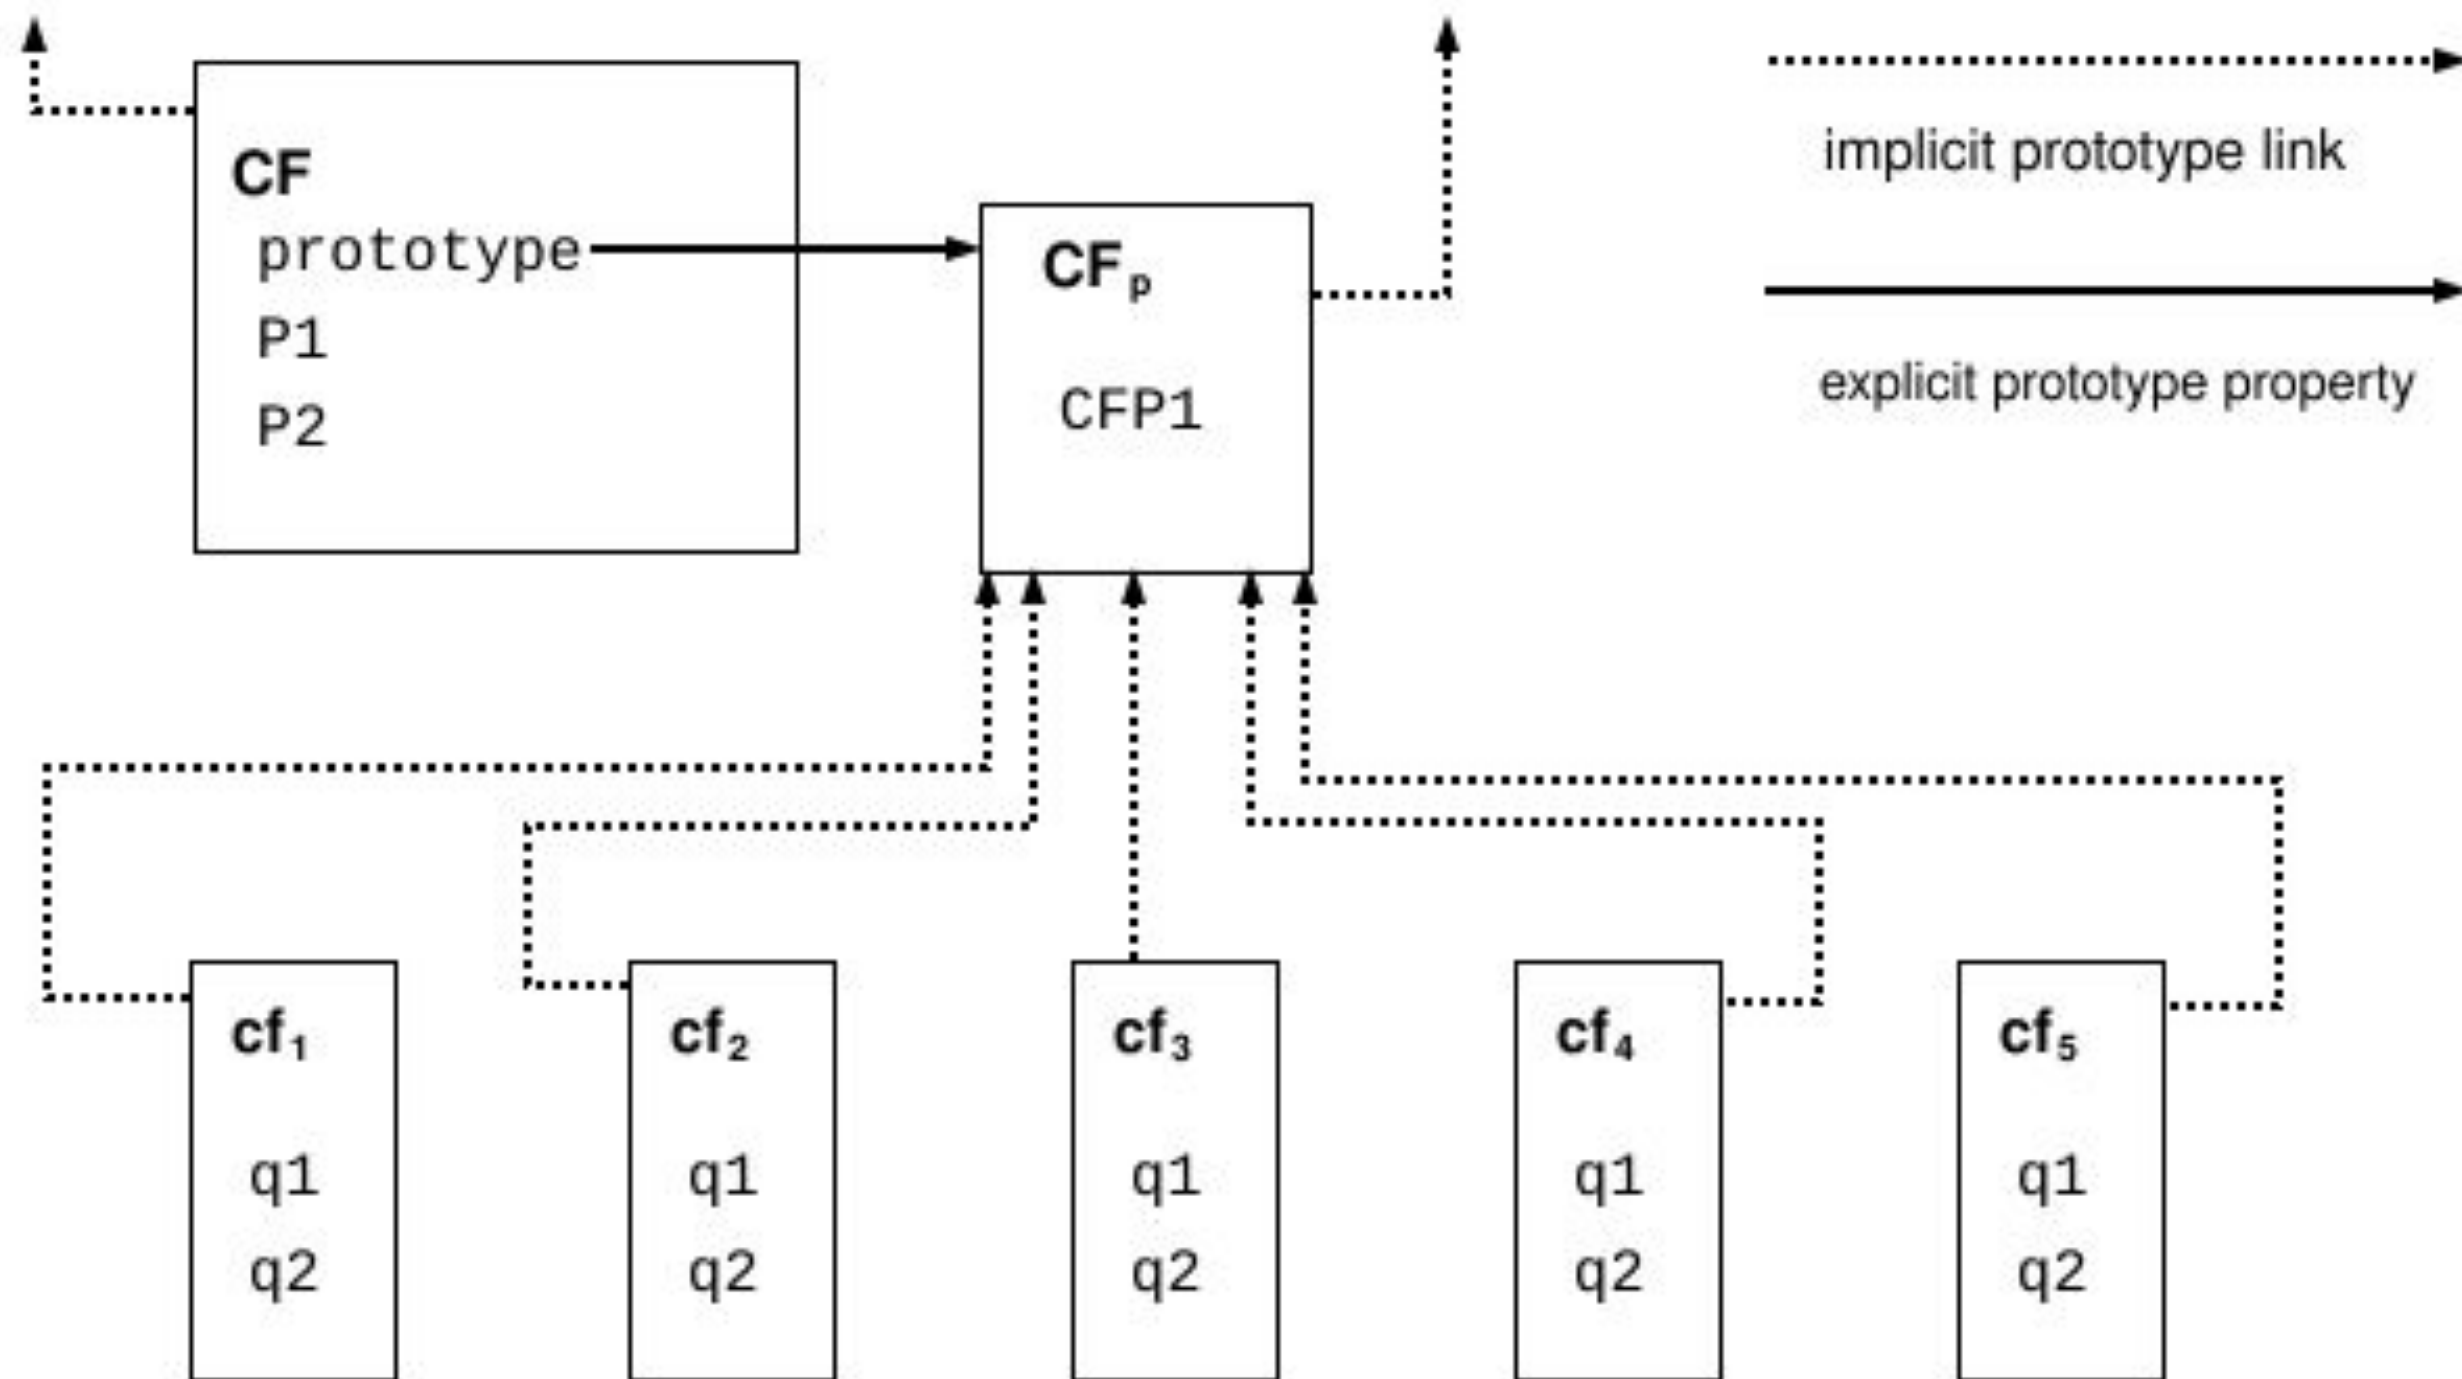 CF
prototype
P1
P2
CFp
CFP1
implicit prototype link
explicit prototype property
cf1
q1
q2
cf2
q1
q2
cf3
q1
q2
cf4
q1
q2
cf5
q1
q2